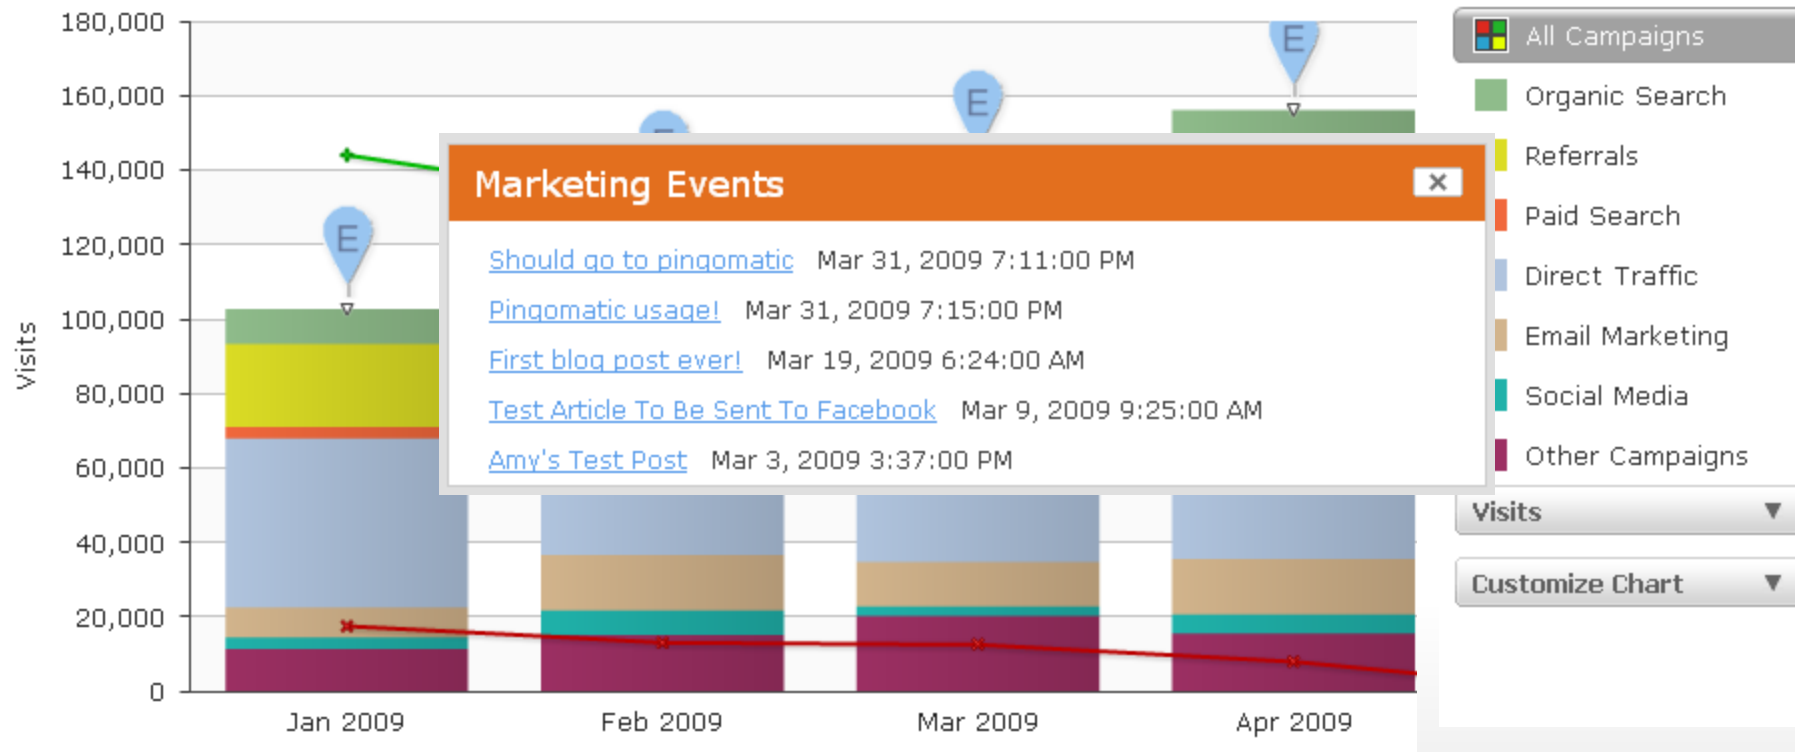 180,000
160,000
140,000
120,000
100,000
80,000
60,000
40,000
20,000
0
Visits
E
E
E
Jan 2009
Feb 2009
Mar 2009
Apr 2009
Marketing Events
Should go to pingomatic Mar 31, 2009 7:11:00 PM
Pingomatic usage! Mar 31, 2009 7:15:00 PM
First blog post ever! Mar 19, 2009 6:24:00 AM
Test Article To Be Sent To Facebook Mar 9, 2009 9:25:00 AM
Amy's Test Post Mar 3, 2009 3:37:00 PM
All Campaigns
Organic Search
Referrals
Paid Search
Direct Traffic
Email Marketing
Social Media
Other Campaigns
Visits
Customize Chart